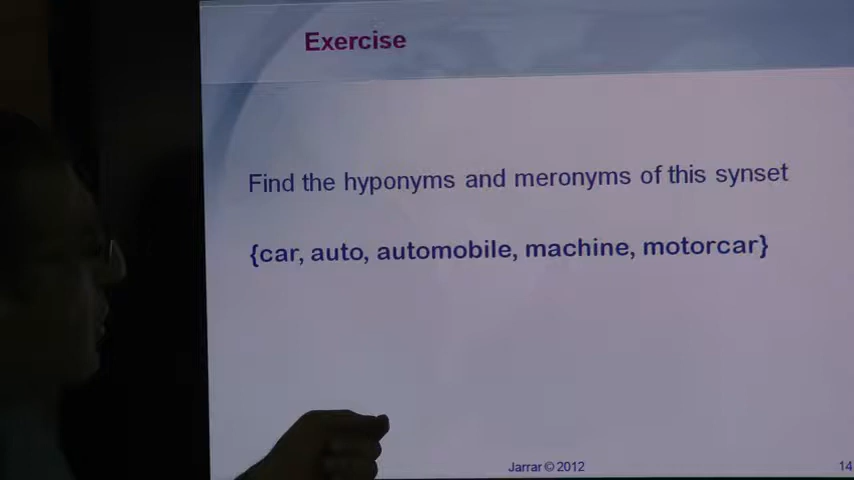 Exercise
Find the hyponyms and meronyms of this synset
{car, auto, automobile, machine, motorcar}
Jarrar © 2012
14